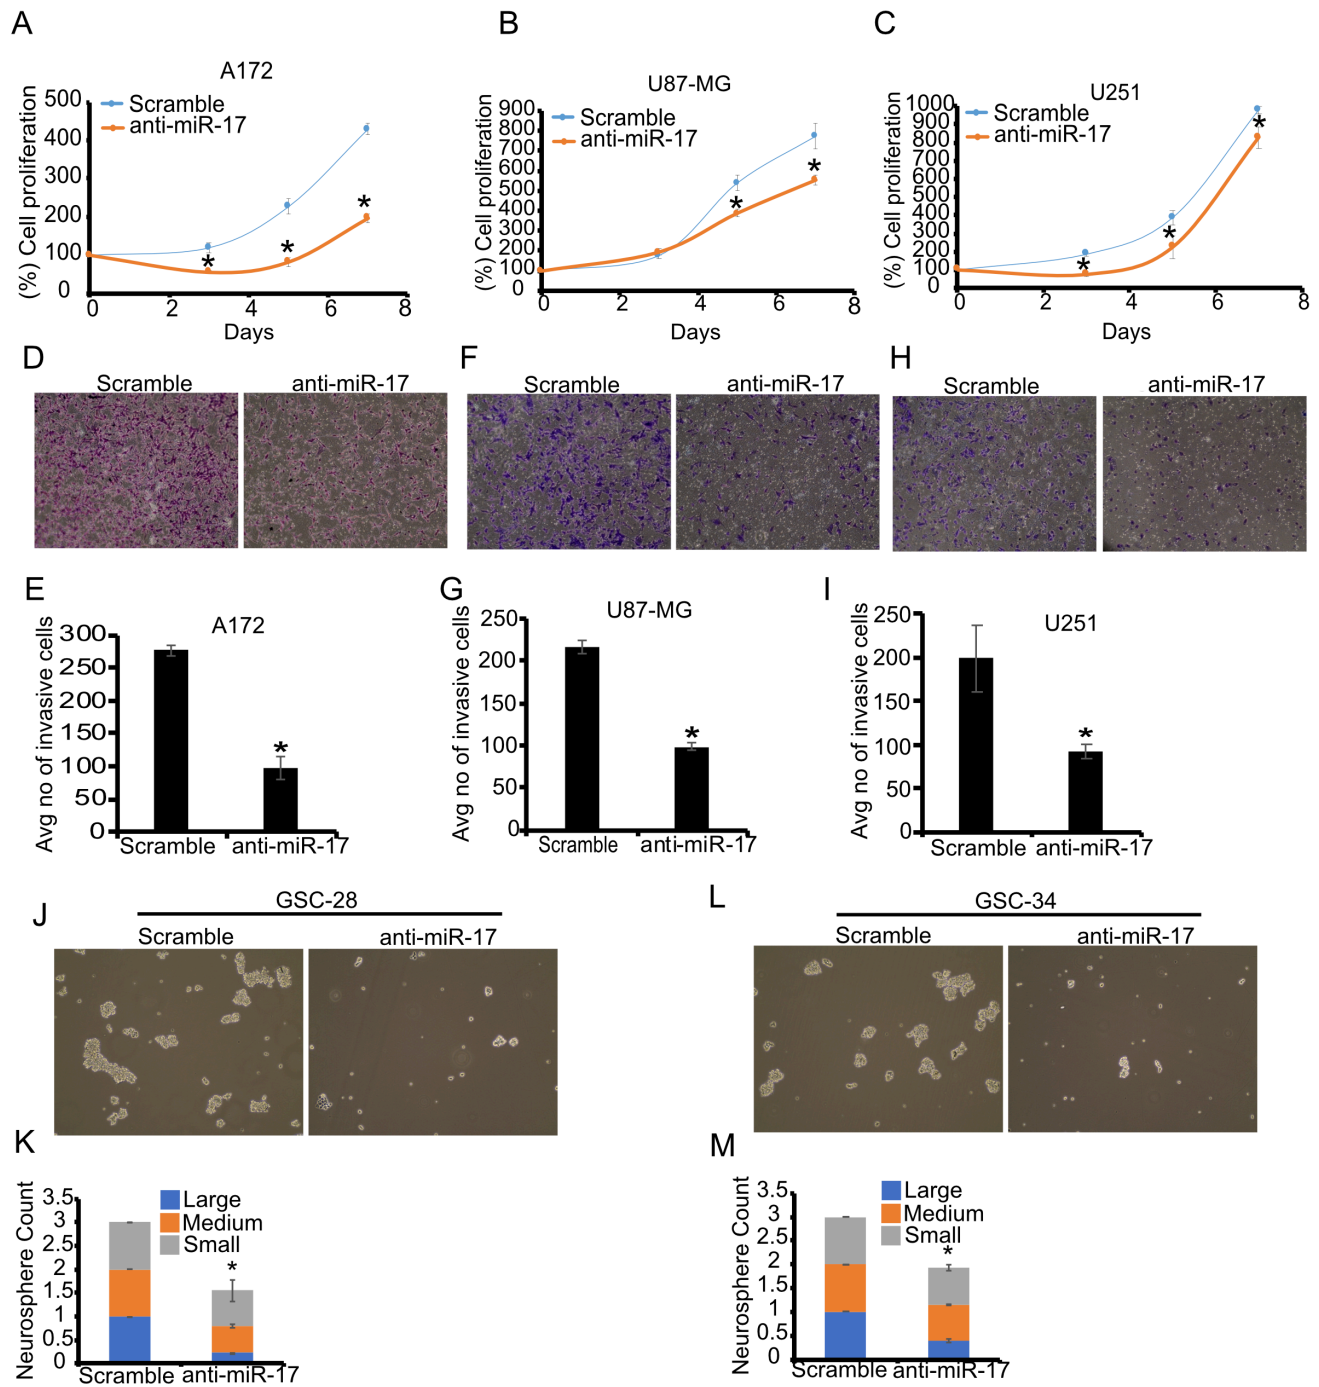 A
B
C
A172
U87-MG
U251
Scramble
anti-miR-17
(%) Cell proliferation
500
400
300
200
100
0
0 2 4 6 8
Days
Scramble
anti-miR-17
(%) Cell proliferation
900
800
700
600
500
400
300
200
100
0
0 2 4 6 8
Days
Scramble
anti-miR-17
(%) Cell proliferation
1000
900
800
700
600
500
400
300
200
100
0
0 2 4 6 8
Days
* * *
* *
* * *
D
Scramble anti-miR-17
F
Scramble anti-miR-17
H
Scramble anti-miR-17
E
A172
Avg no of invasive cells
300
250
200
150
100
50
0
*
Scramble anti-miR-17
G
U87-MG
Avg no of invasive cells
250
200
150
100
50
0
*
Scramble anti-miR-17
I
U251
Avg no of invasive cells
250
200
150
100
50
0
*
Scramble anti-miR-17
J
GSC-28
Scramble anti-miR-17
L
GSC-34
Scramble anti-miR-17
K
Neurosphere Count
3.5
3
2.5
2
1.5
1
0.5
0
Large
Medium
Small
*
Scramble anti-miR-17
M
Neurosphere Count
3.5
3
2.5
2
1.5
1
0.5
0
Large
Medium
Small
*
Scramble anti-miR-17